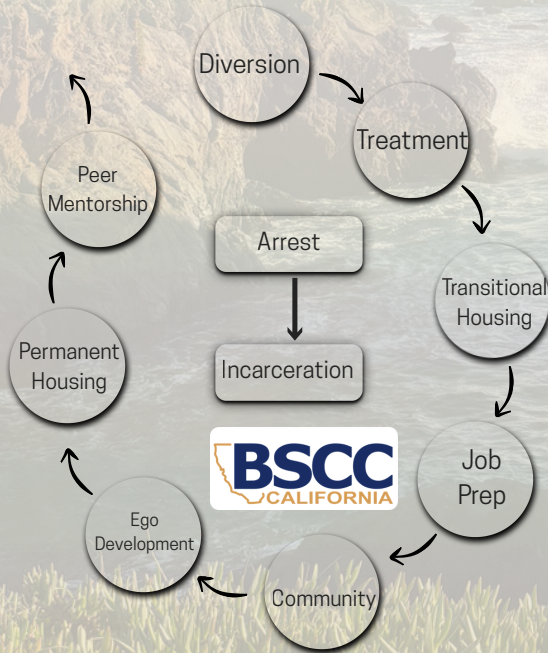 Diversion
Treatment
Transitional
Housing
Job
Prep
Community
Ego
Development
Permanent
Housing
Peer
Mentorship
Arrest
Incarceration
BSCC
CALIFORNIA